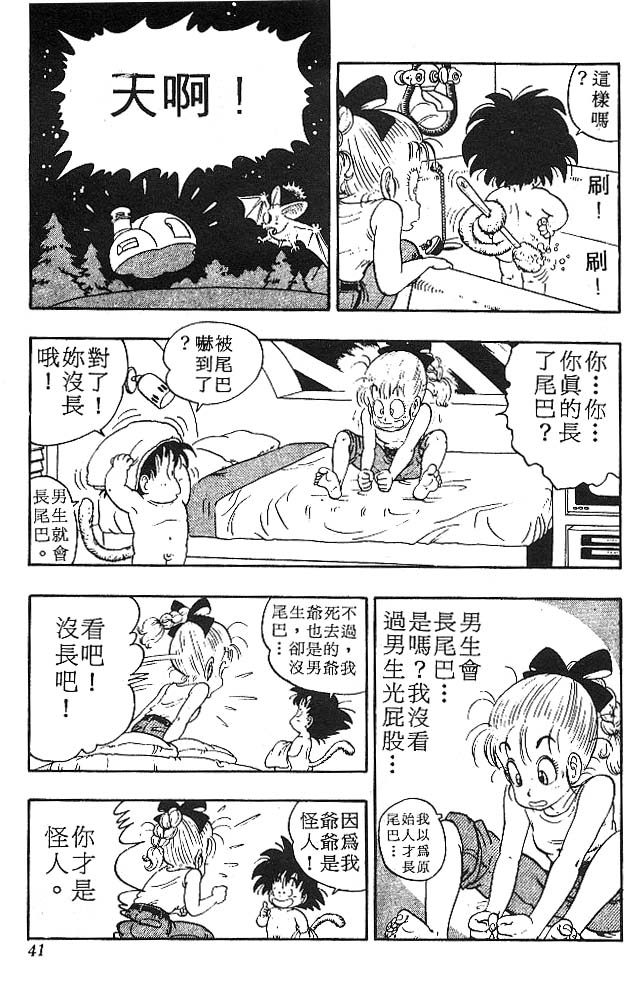 這樣嗎
?
刷!
刷!
天啊!
你…你…
你真的長
了尾巴?
被尾巴
嚇到了
?
對了!
妳沒長
哦!
男生就會
長尾巴。
男生會
長尾巴…
是嗎?我沒看
過男生光屁股…
我以為原
始人才長
尾巴…
不過,我
死去的爺
爺也是男
生,卻沒
尾巴…
看吧!
沒長吧!
因為我
爺爺是
怪人!
你才是
怪人。
41